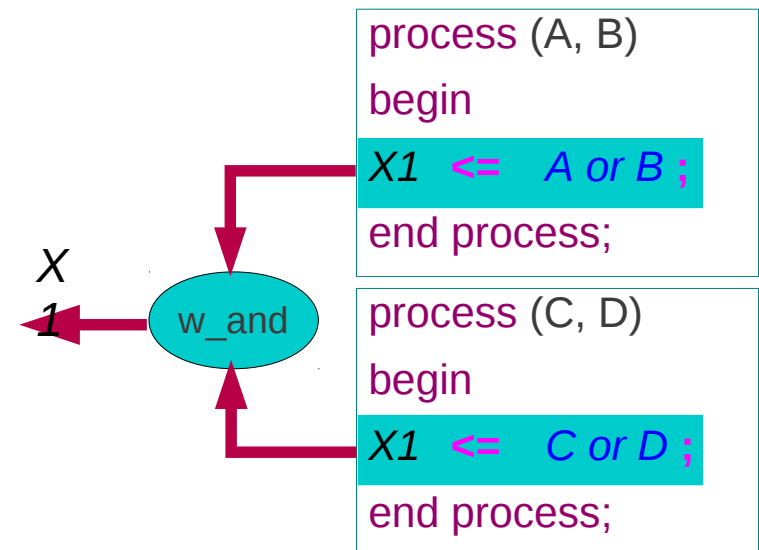 process (A, B)
begin
X1 <= A or B ;
end process;
X
1
w_and
process (C, D)
begin
X1 <= C or D ;
end process;